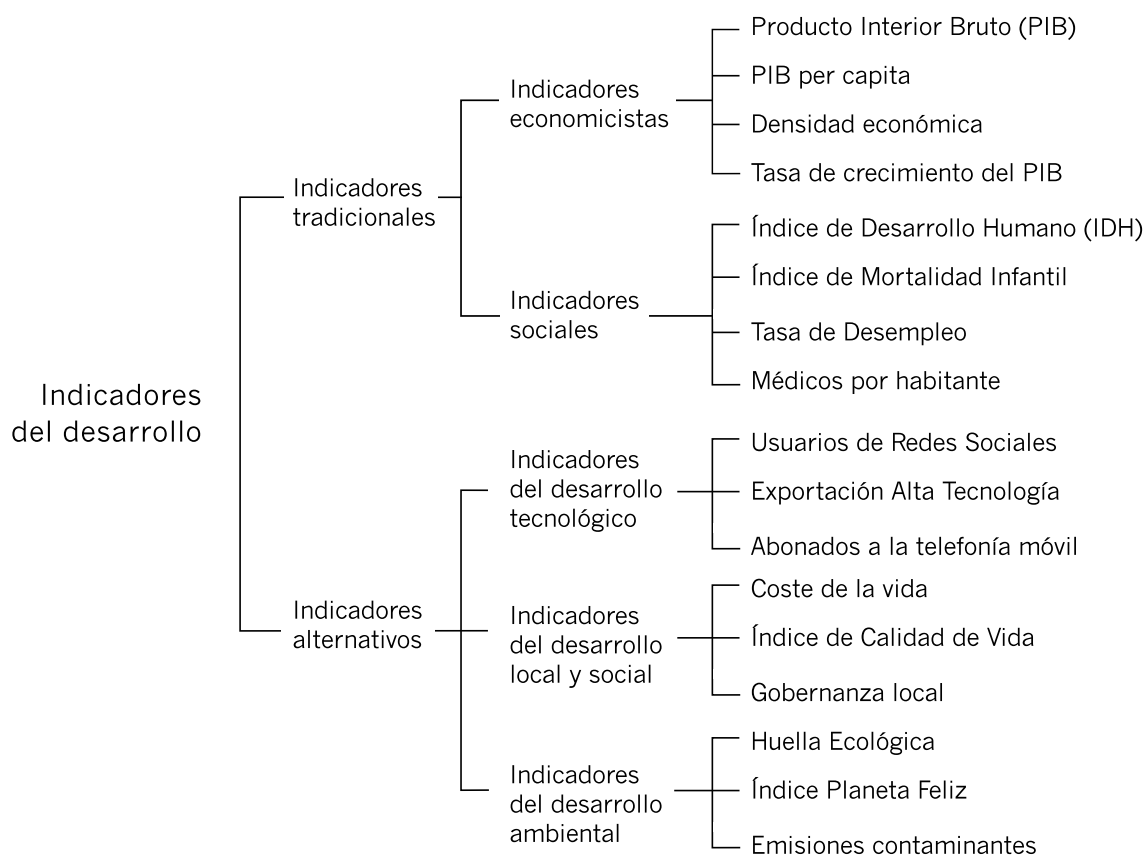 Indicadores
del desarrollo
Indicadores
tradicionales
Indicadores
economicistas
Producto Interior Bruto (PIB)
PIB per capita
Densidad económica
Tasa de crecimiento del PIB
Indicadores
sociales
Índice de Desarrollo Humano (IDH)
Índice de Mortalidad Infantil
Tasa de Desempleo
Médicos por habitante
Indicadores
alternativos
Indicadores
del desarrollo
tecnológico
Usuarios de Redes Sociales
Exportación Alta Tecnología
Abonados a la telefonía móvil
Indicadores
del desarrollo
local y social
Coste de la vida
Índice de Calidad de Vida
Gobernanza local
Indicadores
del desarrollo
ambiental
Huella Ecológica
Índice Planeta Feliz
Emisiones contaminantes